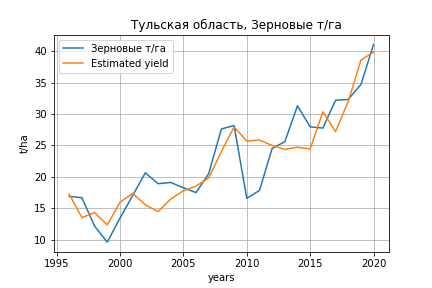 Тульская область, Зерновые т/га
Зерновые т/га
Estimated yield
40
35
30
25
20
15
10
t/ha
1995
2000
2005
2010
2015
2020
years